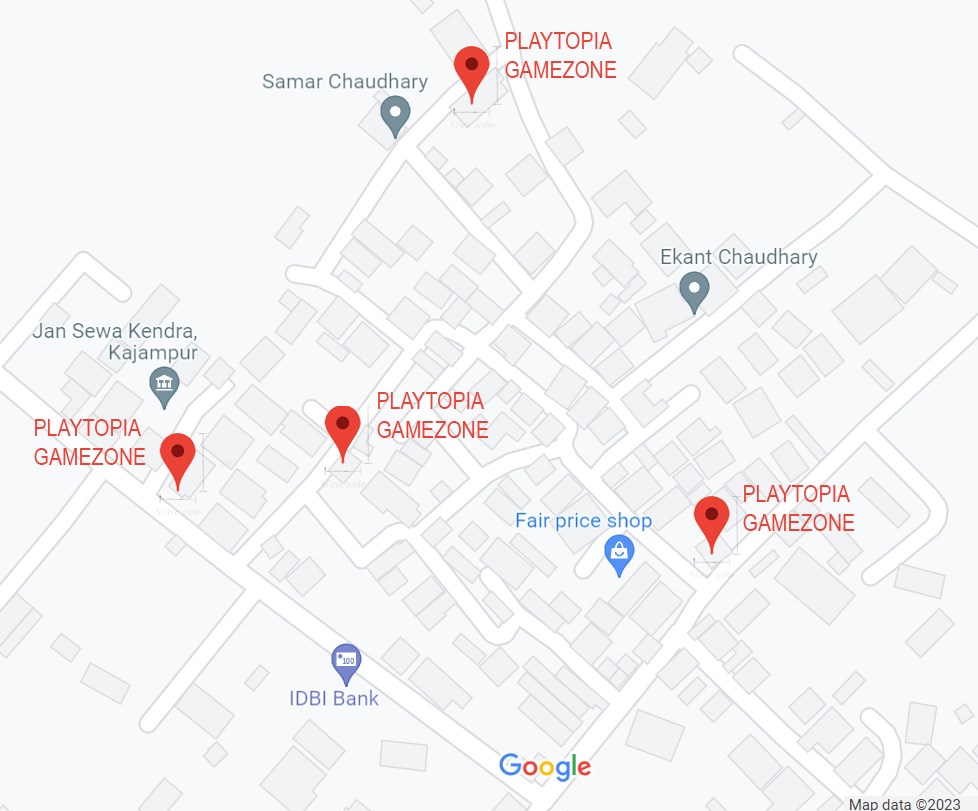 PLAYTOPIA
GAMEZONE
Samar Chaudhary
Ekant Chaudhary
Jan Sewa Kendra,
Kajampur
PLAYTOPIA
GAMEZONE
PLAYTOPIA
GAMEZONE
PLAYTOPIA
GAMEZONE
Fair price shop
100
IDBI Bank
Google
Map data ©2023